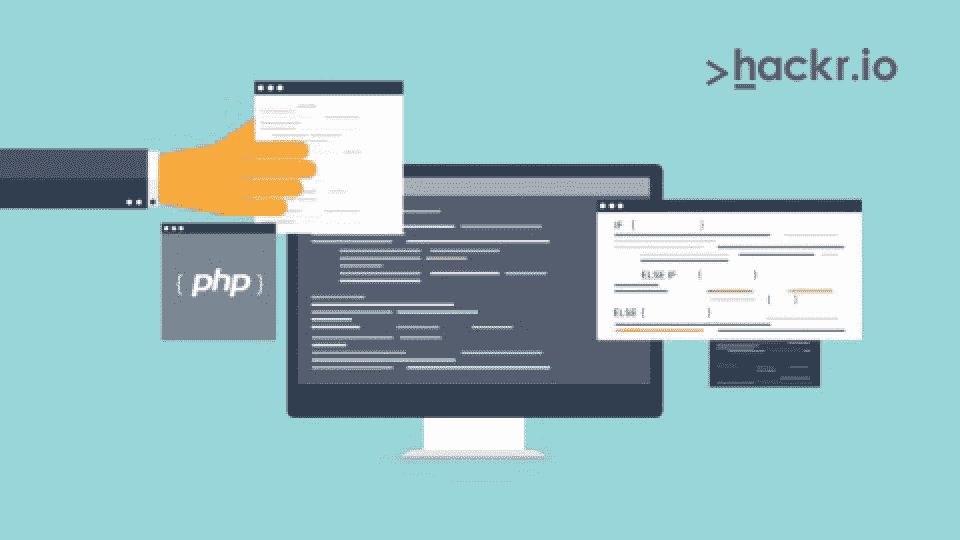 >hackr.io
{ php }
IF { }
ELSE IF { }
{ }
ELSE { }